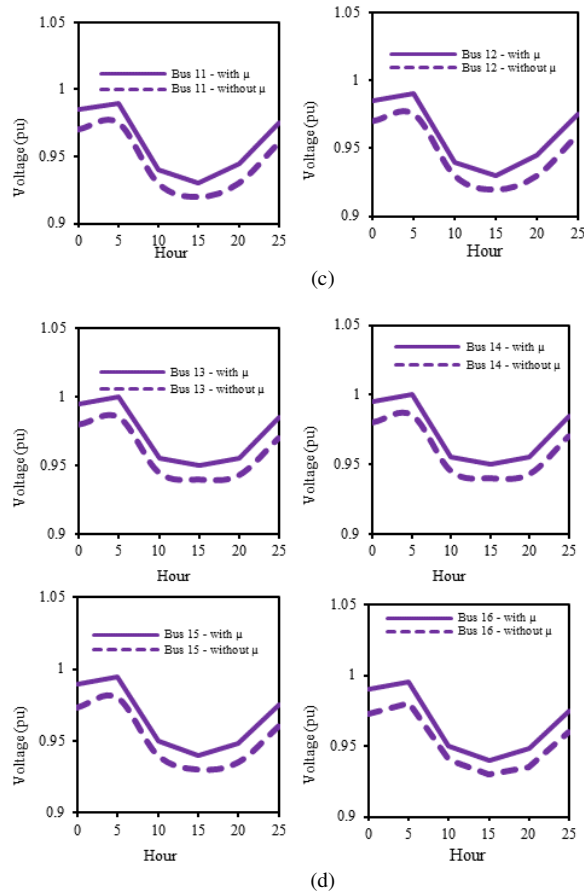 1.05
1
0.95
0.9
Voltage (pu)
Bus 11 - with µ
Bus 11 - without µ
0 5 10 15 20 25
Hour
1.05
1
0.95
0.9
Voltage (pu)
Bus 12 - with µ
Bus 12 - without µ
0 5 10 15 20 25
Hour
(c)
1.05
1
0.95
0.9
Voltage (pu)
Bus 13 - with µ
Bus 13 - without µ
0 5 10 15 20 25
Hour
1.05
1
0.95
0.9
Voltage (pu)
Bus 14 - with µ
Bus 14 - without µ
0 5 10 15 20 25
Hour
1.05
1
0.95
0.9
Voltage (pu)
Bus 15 - with µ
Bus 15 - without µ
0 5 10 15 20 25
Hour
1.05
1
0.95
0.9
Voltage (pu)
Bus 16 - with µ
Bus 16 - without µ
0 5 10 15 20 25
Hour
(d)